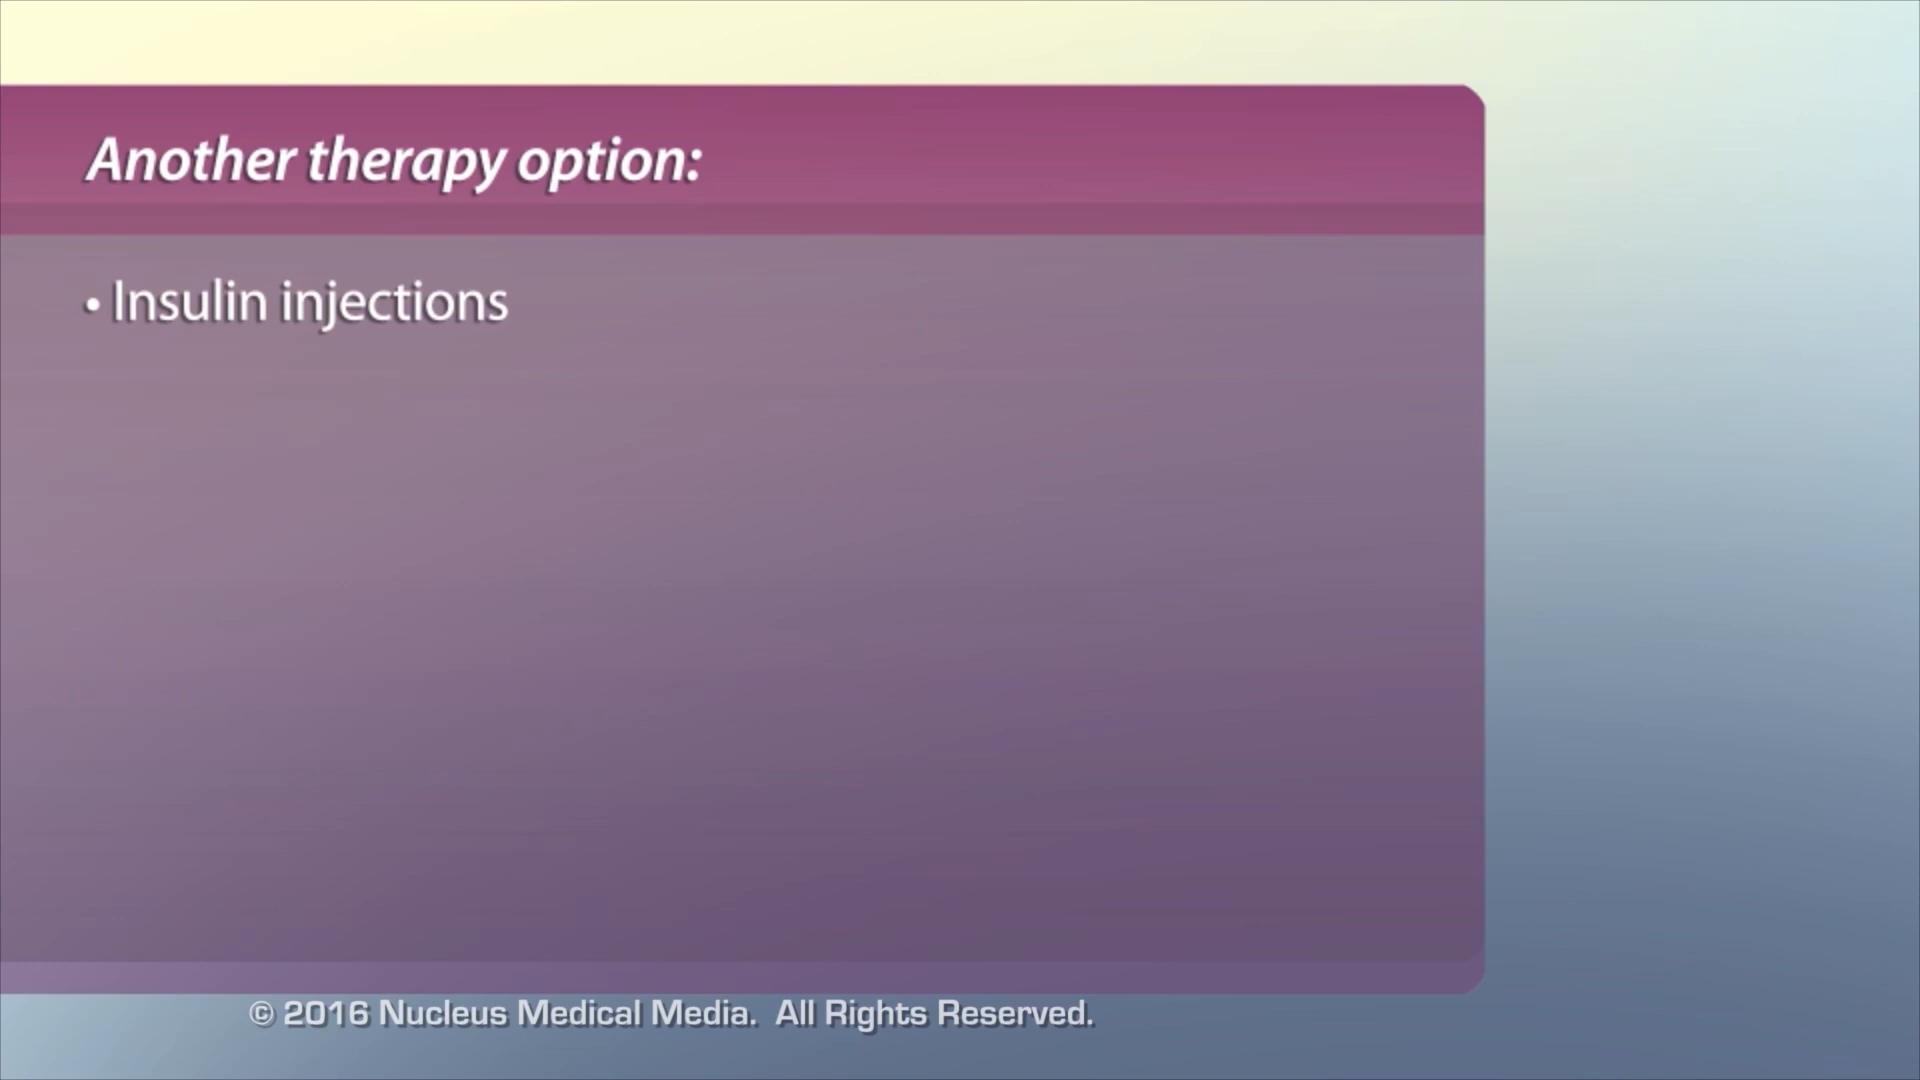 Another therapy option:
• Insulin injections
© 2016 Nucleus Medical Media. All Rights Reserved.